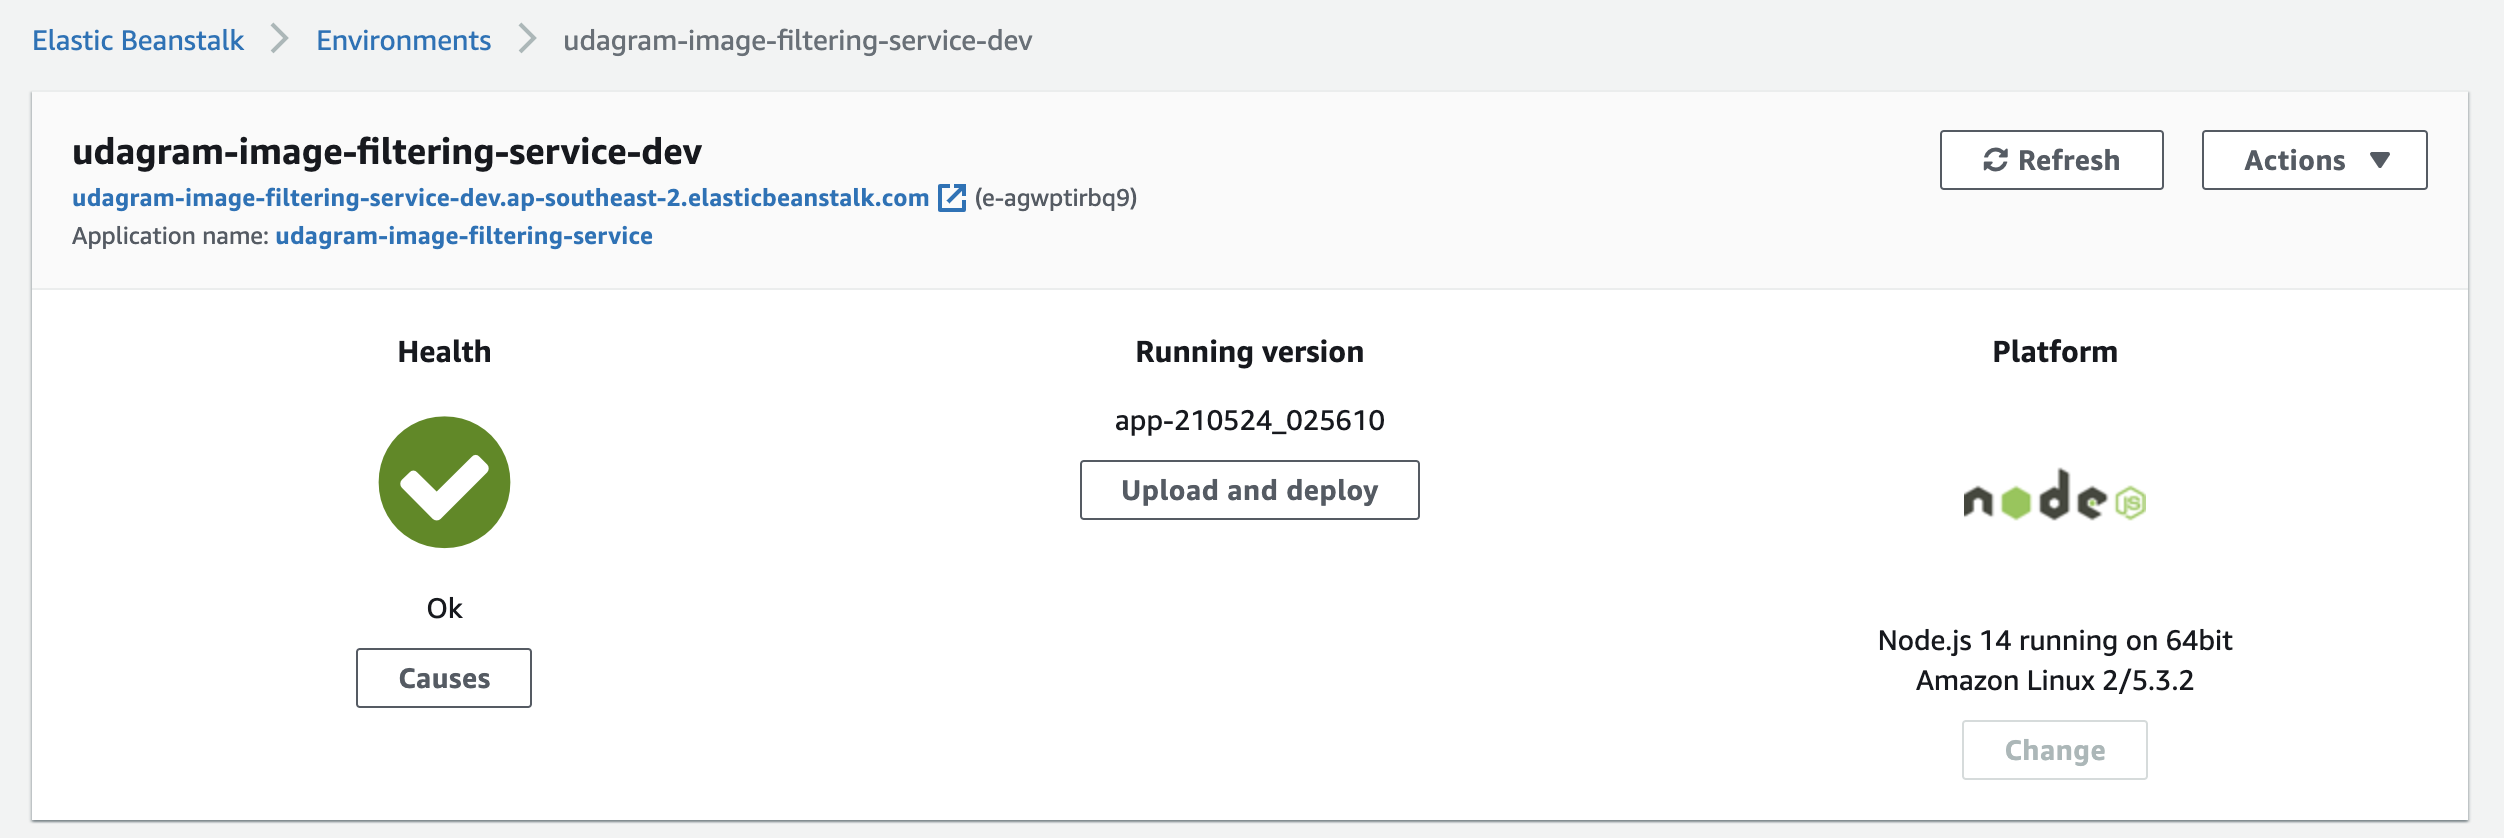 Elastic Beanstalk > Environments > udagram-image-filtering-service-dev
udagram-image-filtering-service-dev
Refresh
Actions
udagram-image-filtering-service-dev.ap-southeast-2.elasticbeanstalk.com (e-agwptirbq9)
Application name: udagram-image-filtering-service
Health
Ok
Causes
Running version
app-210524_025610
Upload and deploy
Platform
node JS
Node.js 14 running on 64bit
Amazon Linux 2/5.3.2
Change